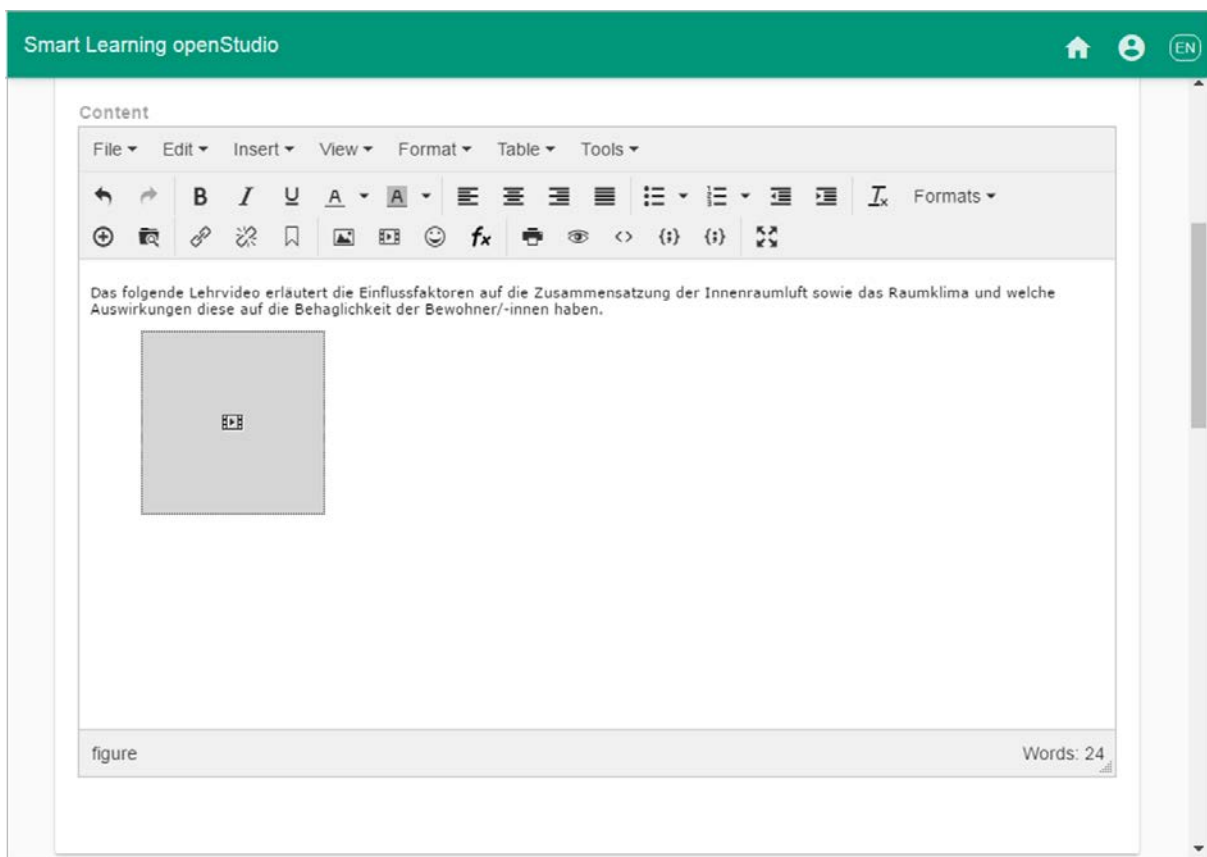 Smart Learning openStudio
EN
Content
File Edit Insert View Format Table Tools
B I U A A Formats
fx
Das folgende Lehrvideo erläutert die Einflussfaktoren auf die Zusammensatzung der Innenraumluft sowie das Raumklima und welche
Auswirkungen diese auf die Behaglichkeit der Bewohner/-innen haben.
figure Words: 24